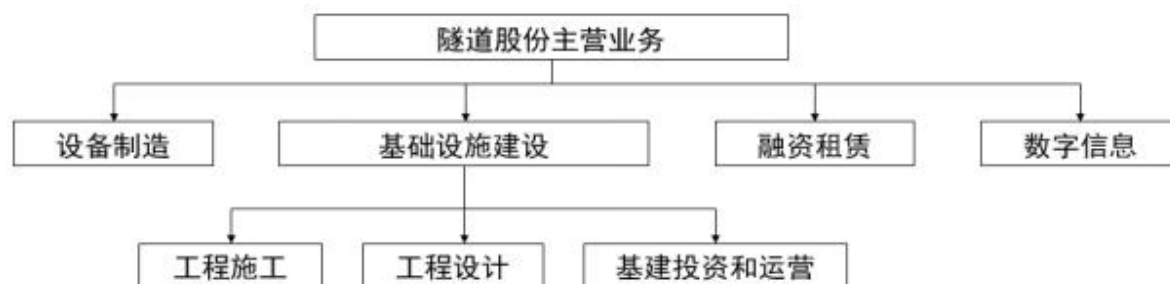 隧道股份主营业务
设备制造
基础设施建设
融资租赁
数字信息
工程施工
工程设计
基建投资和运营